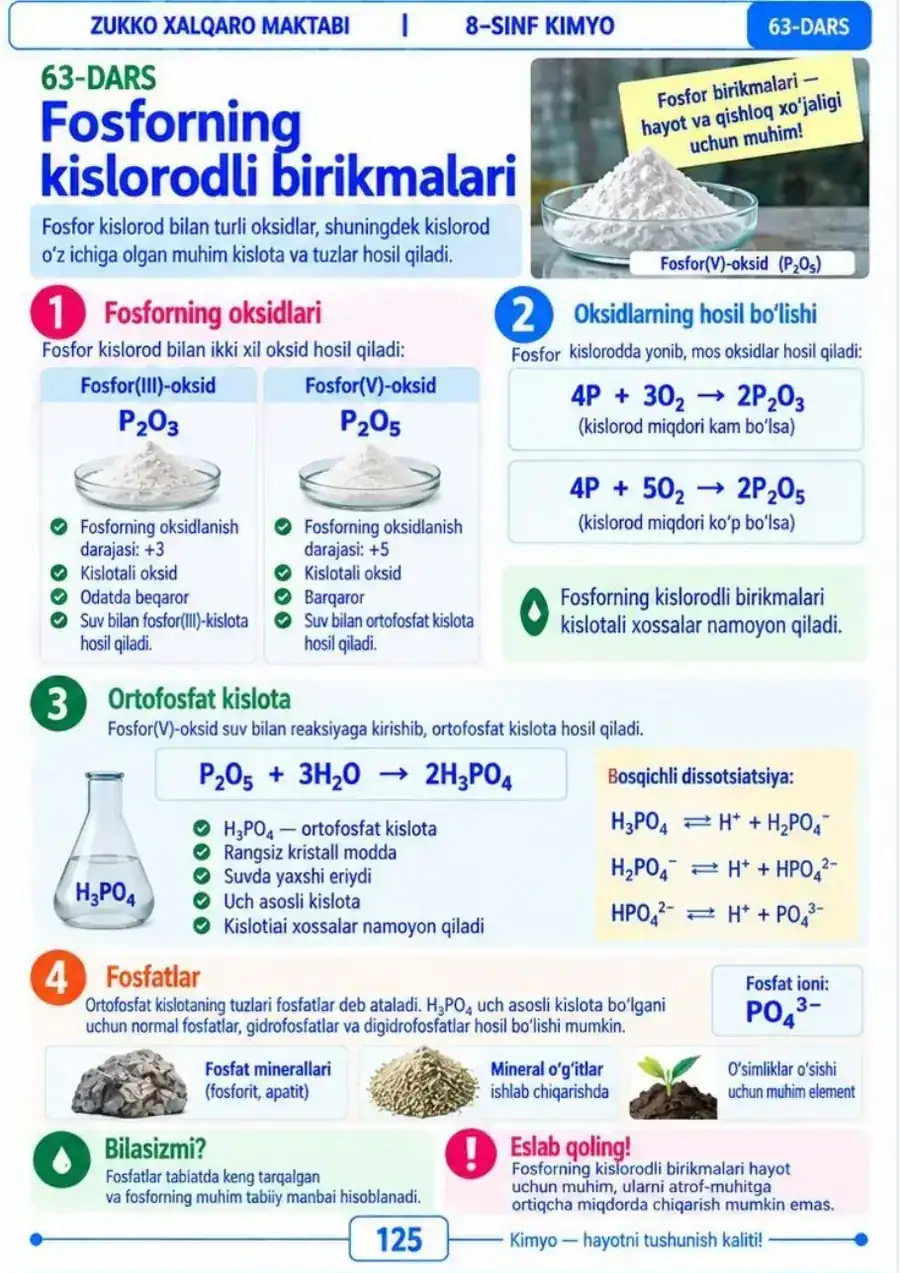 ZUKKO XALQARO MAKTABI | 8–SINF KIMYO 63-DARS
63-DARS
Fosforning
kislorodli birikmalari
Fosfor kislorod bilan turli oksidlar, shuningdek kislorod
o‘z ichiga olgan muhim kislota va tuzlar hosil qiladi.
Fosfor birikmalari —
hayot va qishloq xo‘jaligi
uchun muhim!
Fosfor(V)-oksid (P₂O₅)
1 Fosforning oksidlari
Fosfor kislorod bilan ikki xil oksid hosil qiladi:
Fosfor(III)-oksid
P₂O₃
Fosforning oksidlanish
darajasi: +3
Kislotali oksid
Odatda beqaror
Suv bilan fosfor(III)-kislota
hosil qiladi.
Fosfor(V)-oksid
P₂O₅
Fosforning oksidlanish
darajasi: +5
Kislotali oksid
Barqaror
Suv bilan ortofosfat kislota
hosil qiladi.
2 Oksidlarning hosil bo‘lishi
Fosfor kislorodda yonib, mos oksidlar hosil qiladi:
4P + 3O₂ → 2P₂O₃
(kislorod miqdori kam bo‘lsa)
4P + 5O₂ → 2P₂O₅
(kislorod miqdori ko‘p bo‘lsa)
Fosforning kislorodli birikmalari
kislotali xossalar namoyon qiladi.
3 Ortofosfat kislota
Fosfor(V)-oksid suv bilan reaksiyaga kirishib, ortofosfat kislota hosil qiladi.
P₂O₅ + 3H₂O → 2H₃PO₄
H₃PO₄
H₃PO₄ — ortofosfat kislota
Rangsiz kristall modda
Suvda yaxshi eriydi
Uch asosli kislota
Kislotiai xossalar namoyon qiladi
Bosqichli dissotsiatsiya:
H₃PO₄ ⇌ H⁺ + H₂PO₄⁻
H₂PO₄⁻ ⇌ H⁺ + HPO₄²⁻
HPO₄²⁻ ⇌ H⁺ + PO₄³⁻
4 Fosfatlar
Ortofosfat kislotaning tuzlari fosfatlar deb ataladi. H₃PO₄ uch asosli kislota bo‘lgani
uchun normal fosfatlar, gidrofosfatlar va digidrofosfatlar hosil bo‘lishi mumkin.
Fosfat ioni:
PO₄³⁻
Fosfat minerallari
(fosforit, apatit)
Mineral o‘g‘itlar
ishlab chiqarishda
O‘simliklar o‘sishi
uchun muhim element
Bilasizmi?
Fosfatlar tabiatda keng tarqalgan
va fosforning muhim tabiiy manbai hisoblanadi.
! Eslab qoling!
Fosforning kislorodli birikmalari hayot
uchun muhim, ularni atrof-muhitga
ortiqcha miqdorda chiqarish mumkin emas.
125
Kimyo — hayotni tushunish kaliti!